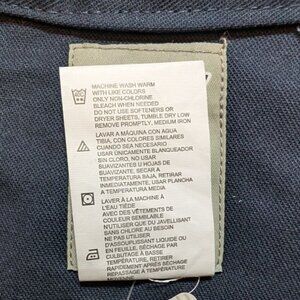 MACHINE WASH WARM
WITH LIKE COLORS
ONLY NON-CHLORINE
BLEACH WHEN NEEDED
DO NOT USE SOFTENERS OR
DRYER SHEETS, TUMBLE DRY LOW
REMOVE PROMPTLY, MEDIUM IRON
LAVAR A MÁQUINA CON AGUA
TIBIA, CON COLORES SIMILARES
USAR ÚNICAMENTE BLANQUEADOR
SIN CLORO, NO USAR
SUAVIZANTES U HOJAS DE
SUAVIZANTE, SECAR A
TEMPERATURA BAJA, RETIRAR
INMEDIATAMENTE, USAR PLANCHA
A TEMPERATURA MEDIA
LAVER À LA MACHINE À
L'EAU TIÈDE
AVEC DES VÊTEMENTS DE
COULEUR SEMBLABLE
N'UTILISER QUE DU JAVELLISANT
SANS CHLORE AU BESOIN
NE PAS UTILISER
D'ASSOUPLISSANT LIQUIDE OU
EN FEUILLE, SÉCHER PAR
CULBUTAGE À BASSE
TEMPÉRATURE, RETIRER
RAPIDEMENT APRÈS SÉCHAGE
REPASSAGE À TEMPÉRATURE